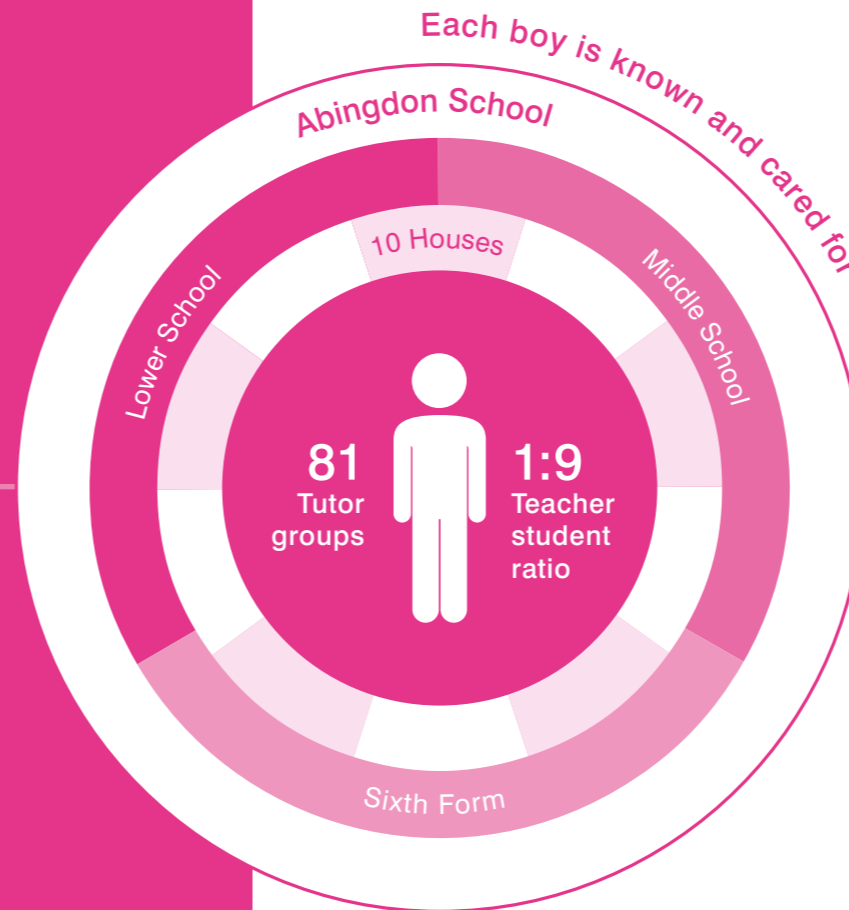 Each boy is known and cared for
Abingdon School
10 Houses
Lower School
Middle School
81
Tutor
groups
1:9
Teacher
student
ratio
Sixth Form